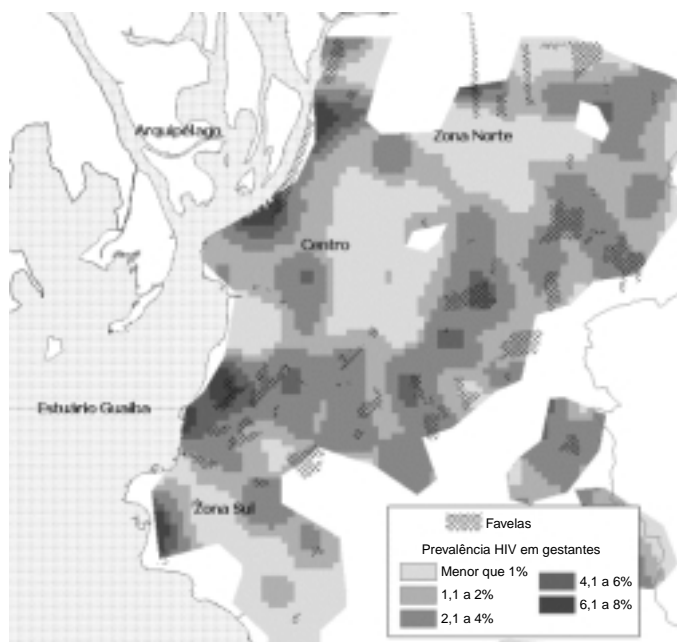 Arquipélago
Zona Norte
Centro
Estuário Guaíba
Zona Sul
Favelas
Prevalência HIV em gestantes
Menor que 1%
1,1 a 2%
2,1 a 4%
4,1 a 6%
6,1 a 8%